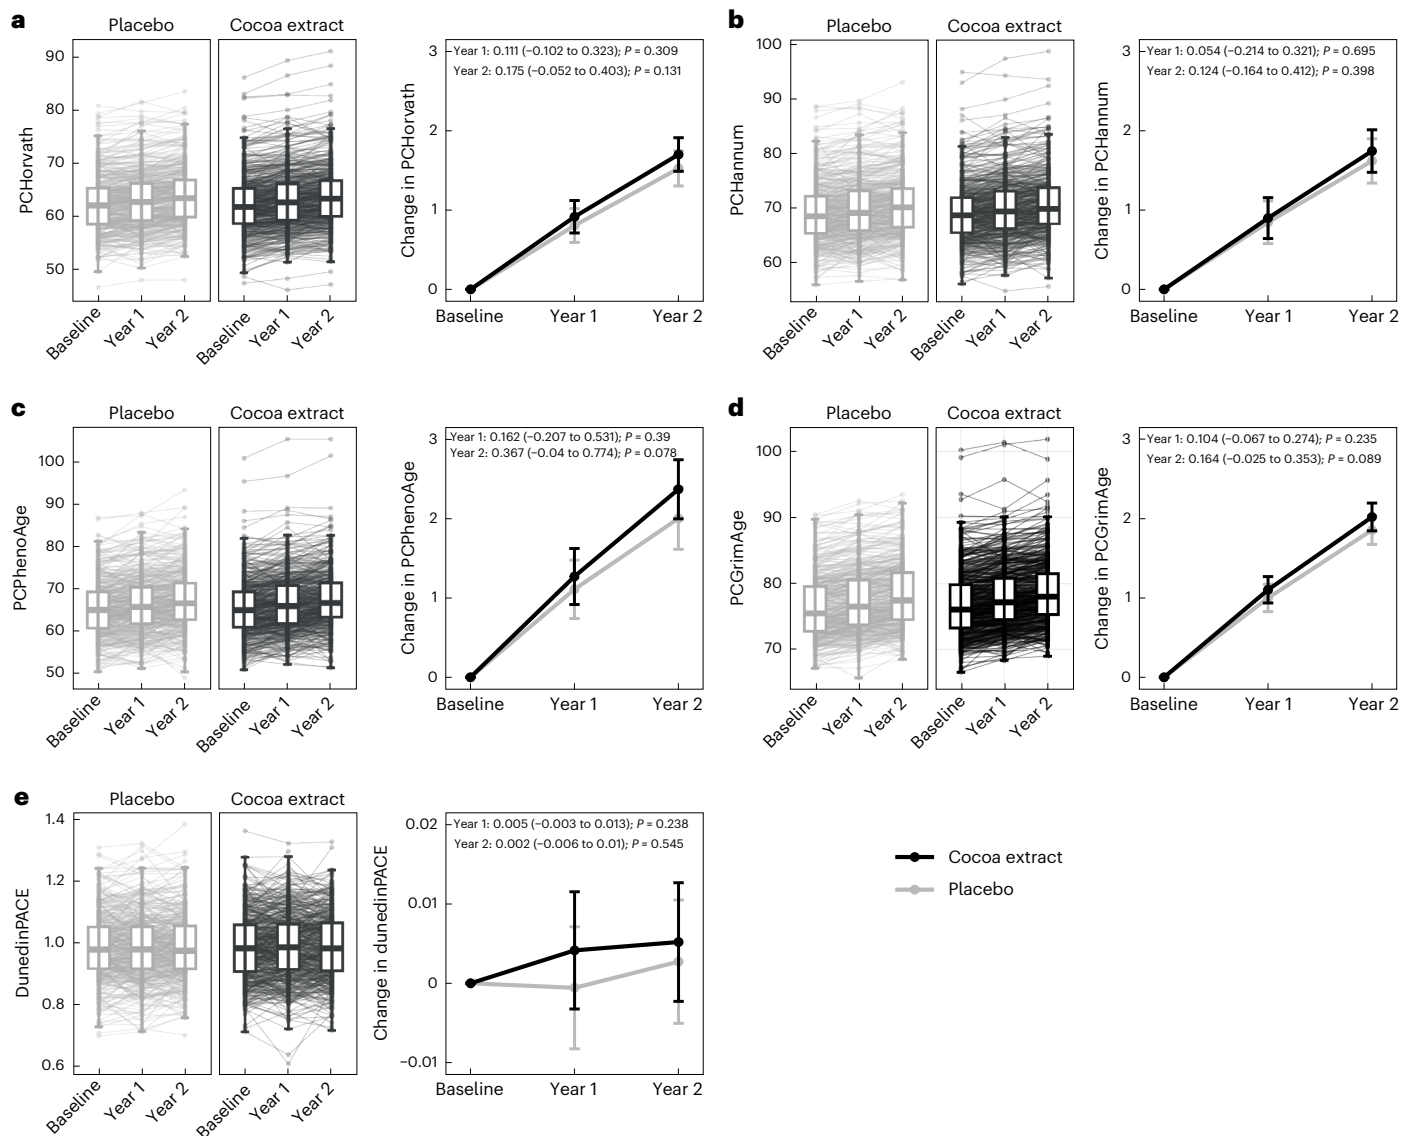 a
Placebo
Cocoa extract
PCHorvath
90
80
70
60
50
Baseline
Year 1
Year 2
Baseline
Year 1
Year 2
Change in PCHorvath
3
2
1
0
Year 1: 0.111 (−0.102 to 0.323); P = 0.309
Year 2: 0.175 (−0.052 to 0.403); P = 0.131
Baseline
Year 1
Year 2
b
Placebo
Cocoa extract
PCHannum
100
90
80
70
60
Baseline
Year 1
Year 2
Baseline
Year 1
Year 2
Change in PCHannum
3
2
1
0
Year 1: 0.054 (−0.214 to 0.321); P = 0.695
Year 2: 0.124 (−0.164 to 0.412); P = 0.398
Baseline
Year 1
Year 2
c
Placebo
Cocoa extract
PCPhenoAge
100
90
80
70
60
50
Baseline
Year 1
Year 2
Baseline
Year 1
Year 2
Change in PCPhenoAge
3
2
1
0
Year 1: 0.162 (−0.207 to 0.531); P = 0.39
Year 2: 0.367 (−0.04 to 0.774); P = 0.078
Baseline
Year 1
Year 2
d
Placebo
Cocoa extract
PCGrimAge
100
90
80
70
Baseline
Year 1
Year 2
Baseline
Year 1
Year 2
Change in PCGrimAge
3
2
1
0
Year 1: 0.104 (−0.067 to 0.274); P = 0.235
Year 2: 0.164 (−0.025 to 0.353); P = 0.089
Baseline
Year 1
Year 2
e
Placebo
Cocoa extract
DunedinPACE
1.4
1.2
1.0
0.8
0.6
Baseline
Year 1
Year 2
Baseline
Year 1
Year 2
Change in dunedinPACE
0.02
0.01
0
−0.01
Year 1: 0.005 (−0.003 to 0.013); P = 0.238
Year 2: 0.002 (−0.006 to 0.01); P = 0.545
Baseline
Year 1
Year 2
Cocoa extract
Placebo